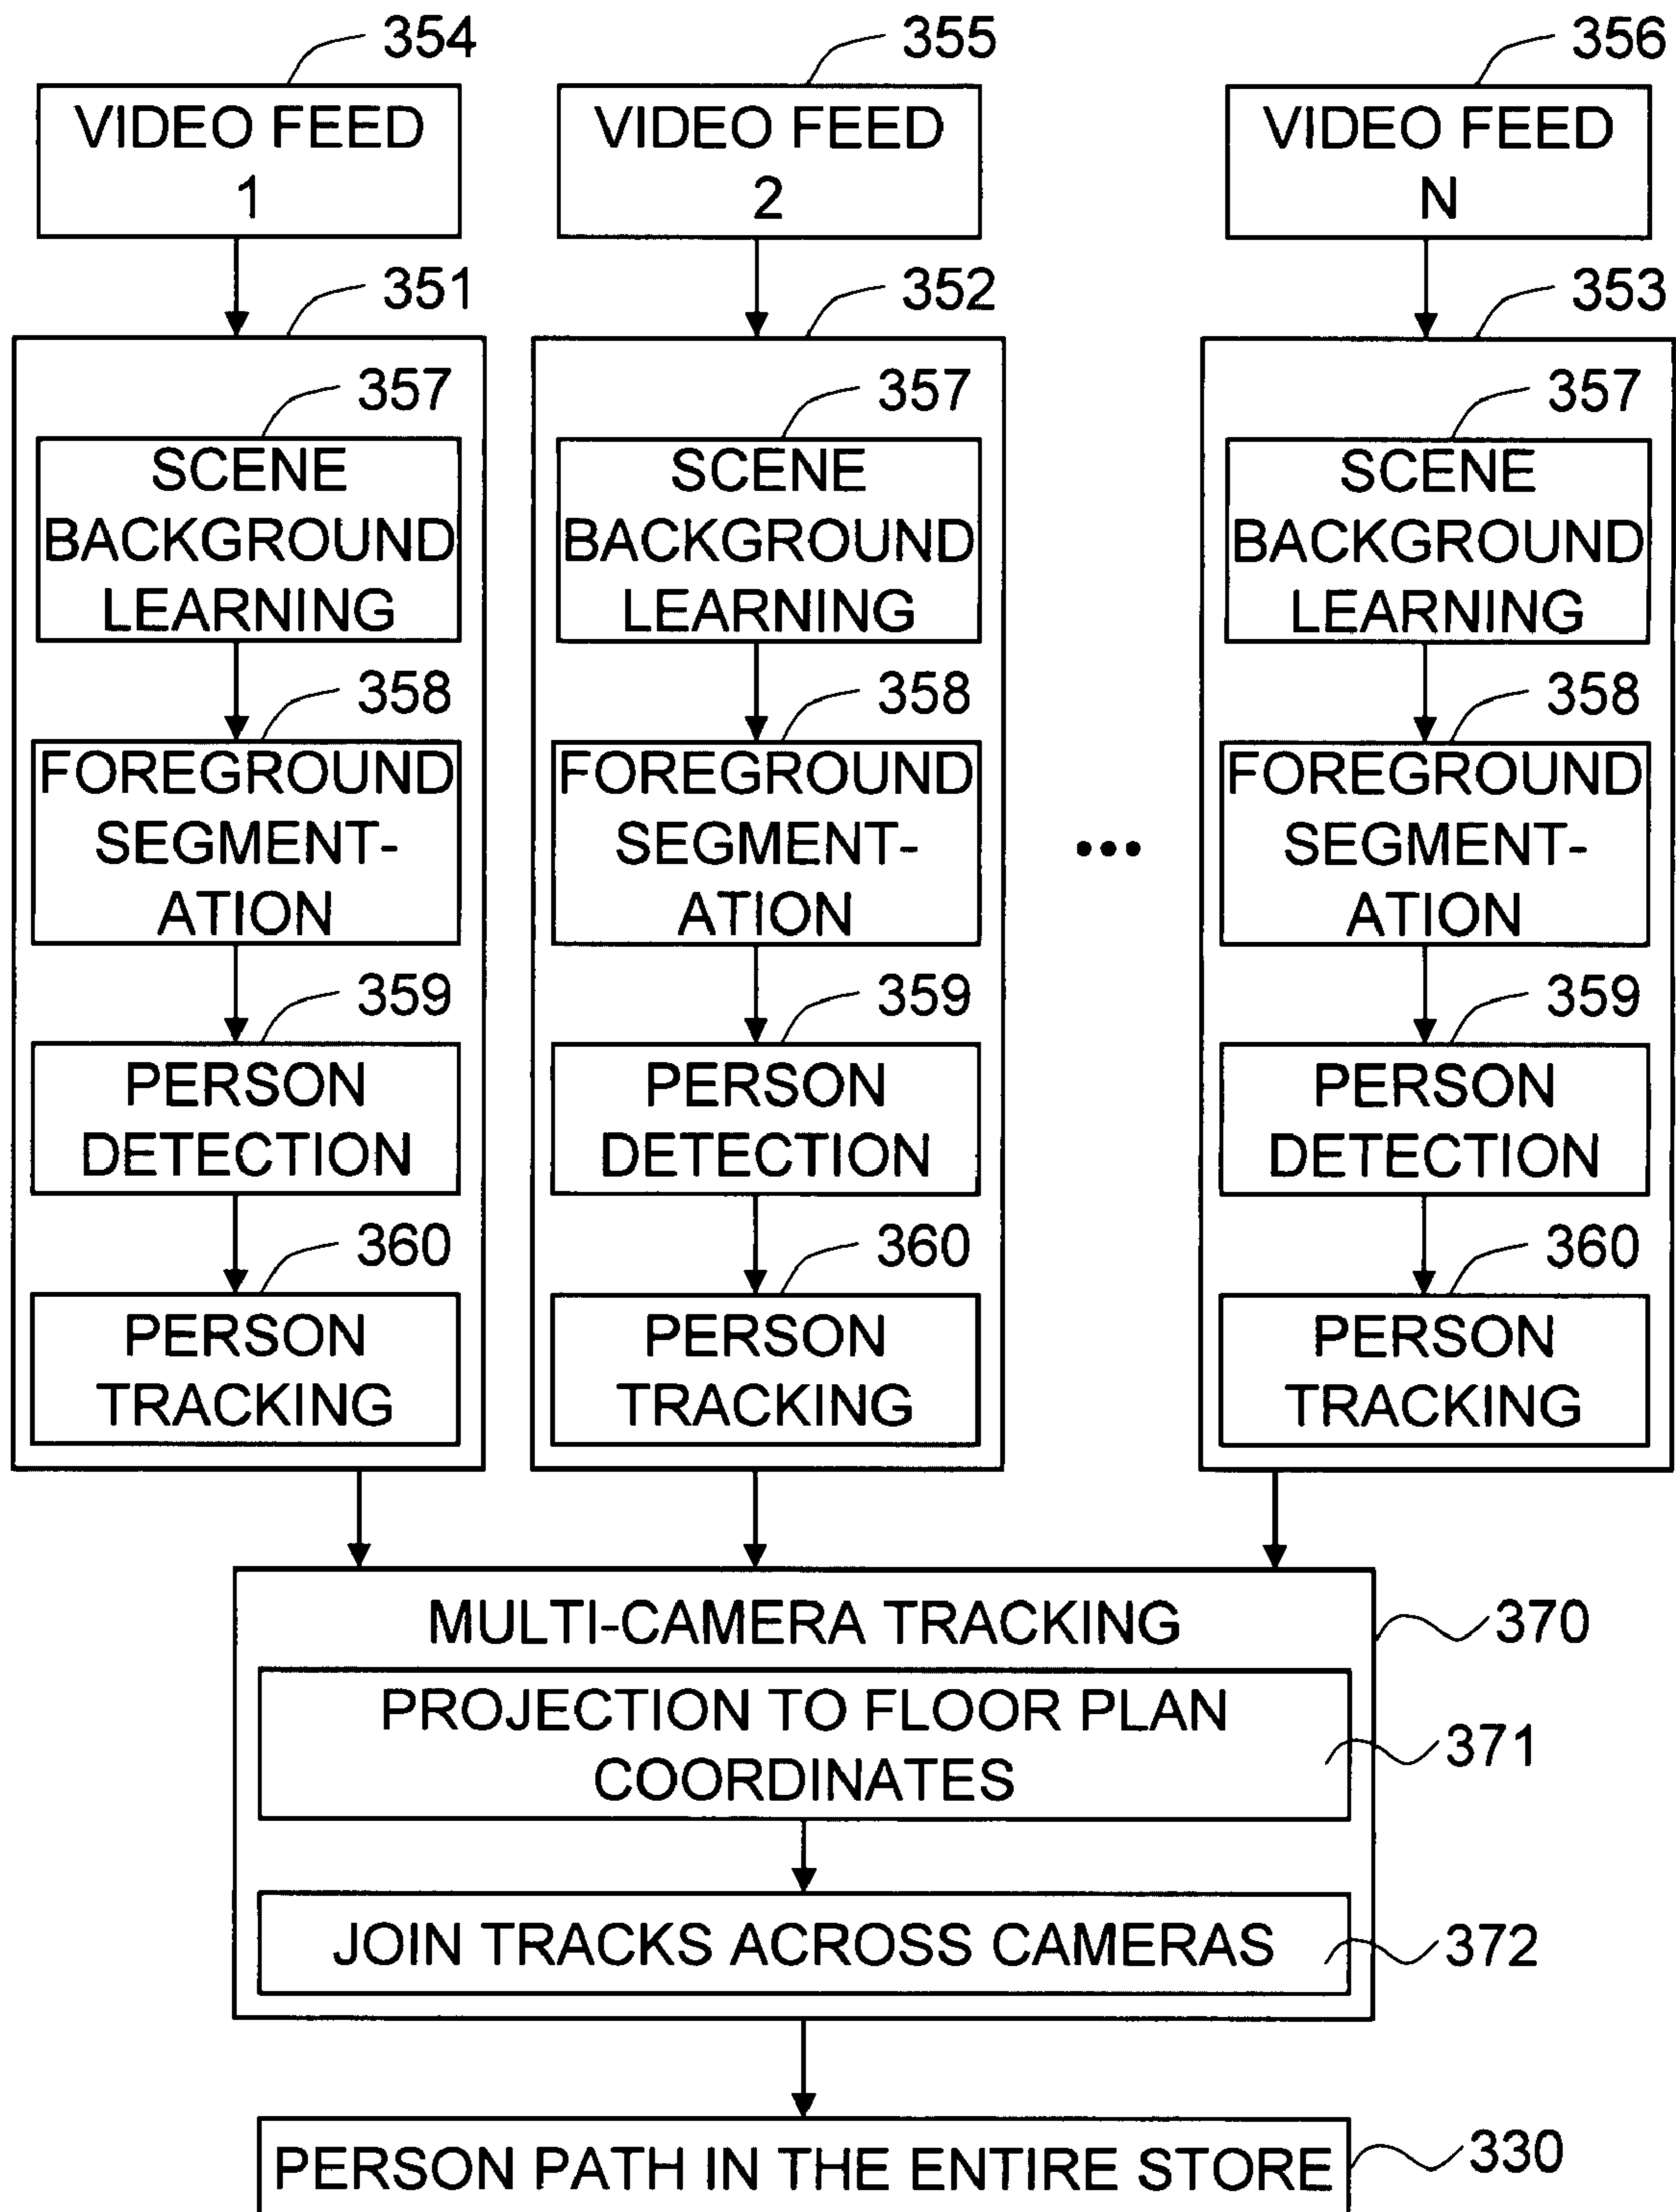 354 355 356
VIDEO FEED VIDEO FEED VIDEO FEED
1 2 N
351 352 353
357 357 357
SCENE SCENE SCENE
BACKGROUND BACKGROUND BACKGROUND
LEARNING LEARNING LEARNING
358 358 358
FOREGROUND FOREGROUND FOREGROUND
SEGMENT- SEGMENT- ... SEGMENT-
ATION ATION ATION
359 359 359
PERSON PERSON PERSON
DETECTION DETECTION DETECTION
360 360 360
PERSON PERSON PERSON
TRACKING TRACKING TRACKING
MULTI-CAMERA TRACKING 370
PROJECTION TO FLOOR PLAN
COORDINATES 371
JOIN TRACKS ACROSS CAMERAS 372
PERSON PATH IN THE ENTIRE STORE 330